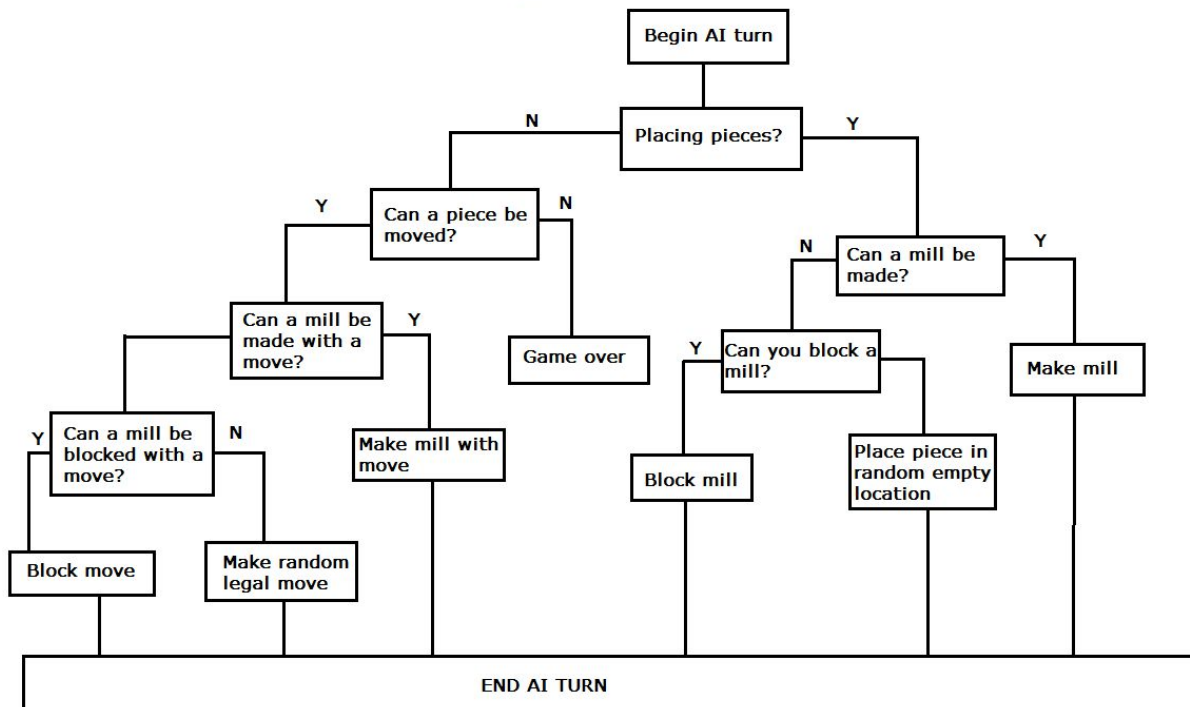 Begin AI turn
N
Placing pieces?
Y
Y
Can a piece be
moved?
N
N
Can a mill be
made?
Y
Can a mill be
made with a
move?
Y
Game over
Y
Can you block a
mill?
Make mill
Y
Can a mill be
blocked with a
move?
N
Make mill with
move
Block mill
Place piece in
random empty
location
Block move
Make random
legal move
END AI TURN